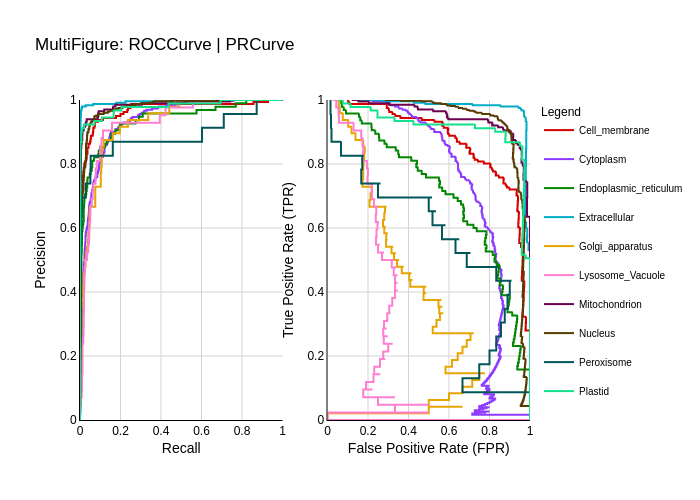 MultiFigure: ROCCurve | PRCurve
1
0.8
0.6
0.4
0.2
0
0
0.2
0.4
0.6
0.8
1
Precision
Recall
1
0.8
0.6
0.4
0.2
0
0
0.2
0.4
0.6
0.8
1
True Positive Rate (TPR)
False Positive Rate (FPR)
Legend
Cell_membrane
Cytoplasm
Endoplasmic_reticulum
Extracellular
Golgi_apparatus
Lysosome_Vacuole
Mitochondrion
Nucleus
Peroxisome
Plastid